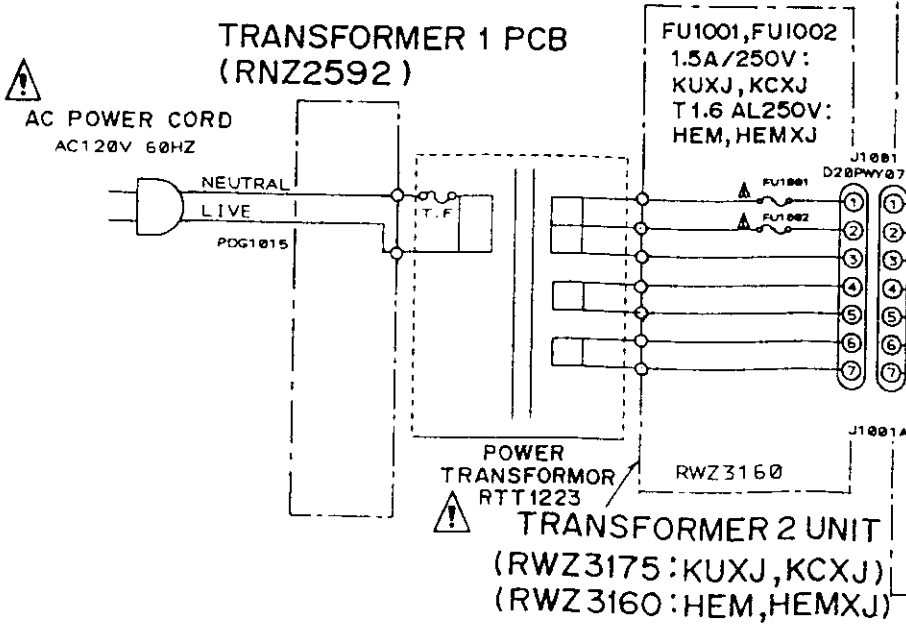 TRANSFORMER 1 PCB
(RNZ2592)
FU1001,FU1002
1.5A/250V:
KUXJ,KCXJ
T1.6 AL250V:
HEM,HEMXJ
AC POWER CORD
AC120V 60HZ
NEUTRAL
LIVE
PDG1015
T.F
FU1001
FU1002
J1001
D20PWY07
1
2
3
4
5
6
7
1
2
3
4
5
6
7
J1001A
POWER
TRANSFORMOR
RTT1223
RWZ3160
TRANSFORMER 2 UNIT
(RWZ3175:KUXJ,KCXJ)
(RWZ3160:HEM,HEMXJ)